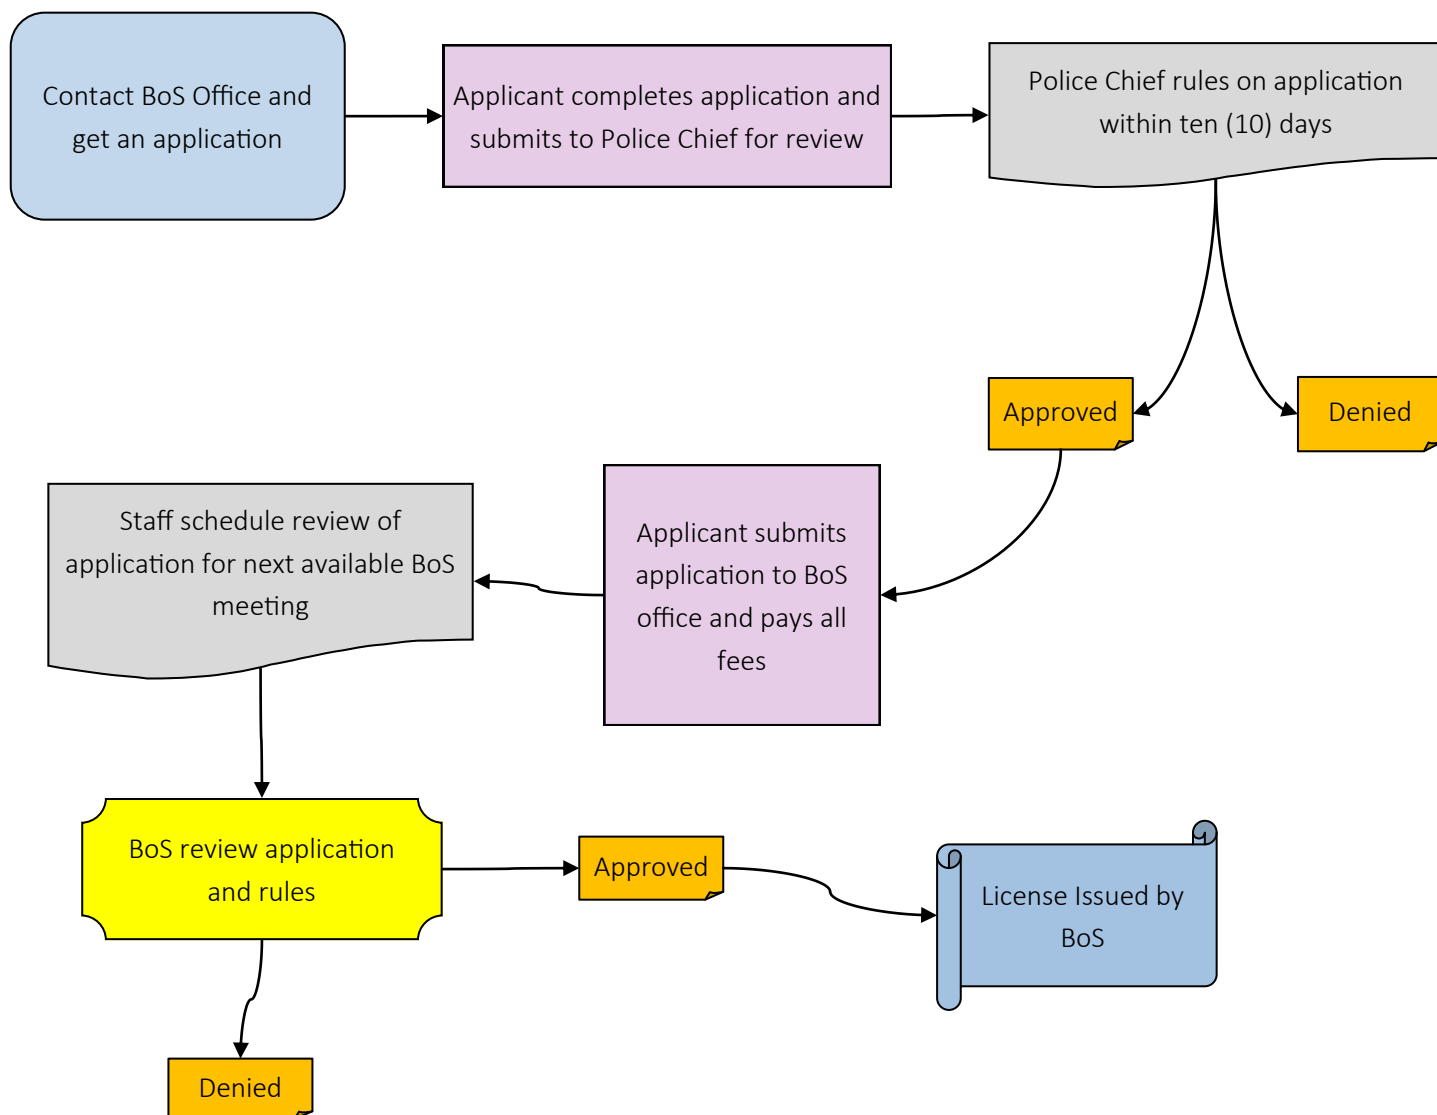 Contact BoS Office and
get an application
Applicant completes application and
submits to Police Chief for review
Police Chief rules on application
within ten (10) days
Approved
Denied
Applicant submits
application to BoS
office and pays all
fees
Staff schedule review of
application for next available BoS
meeting
BoS review application
and rules
Approved
License Issued by
BoS
Denied